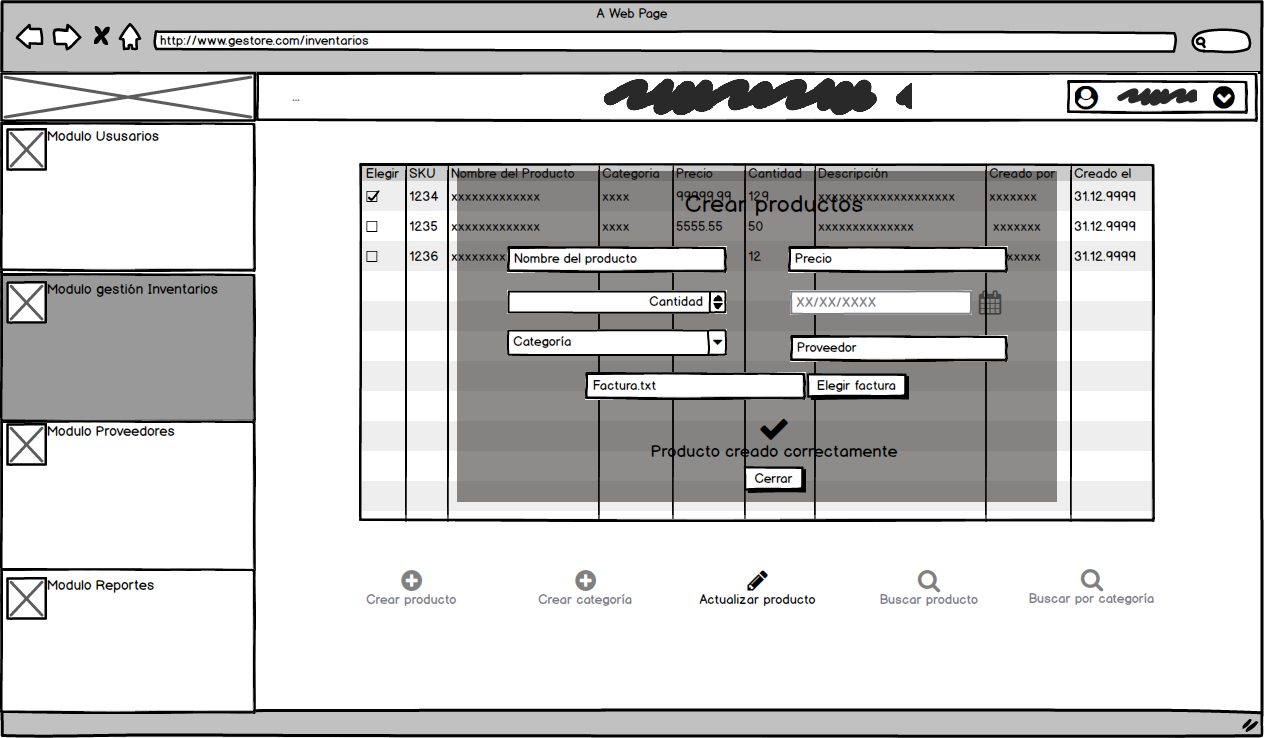 A Web Page
http://www.gestore.com/inventarios
...
Modulo Ususarios
Modulo gestión Inventarios
Modulo Proveedores
Modulo Reportes
Elegir SKU Nombre del Producto Categoria Precio Cantidad Descripción Creado por Creado el
1234 xxxxxxxxxxxxx xxxx 99999.99 129 xxxxxxxxxxxxxxxxxxxx xxxxxxx 31.12.9999
Crear productos
1235 xxxxxxxxxxxxx xxxx 5555.55 50 xxxxxxxxxxxxxx xxxxxxx 31.12.9999
1236 12 31.12.9999
Nombre del producto Precio
Cantidad XX/XX/XXXX
Categoría Proveedor
Factura.txt Elegir factura
Producto creado correctamente
Cerrar
Crear producto Crear categoría Actualizar producto Buscar producto Buscar por categoría